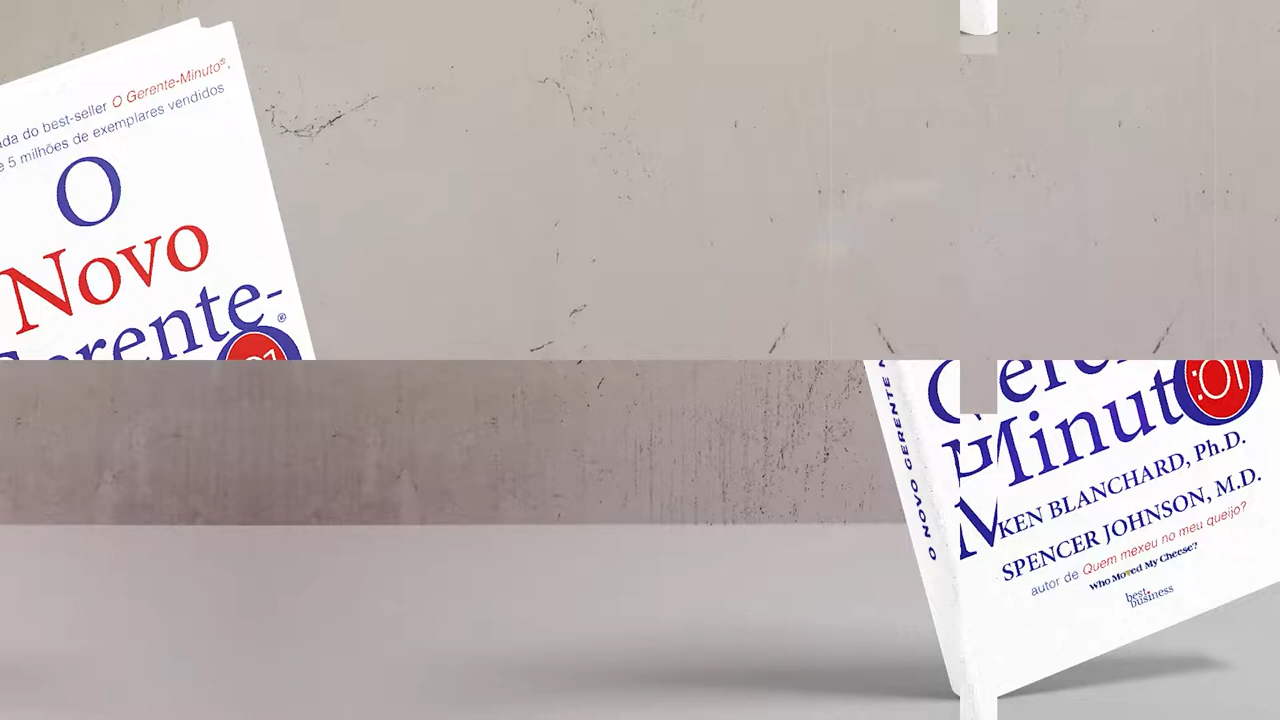 ada do best-seller O Gerente-Minuto®,
e 5 milhões de exemplares vendidos
O
Novo
Gerente-
Minuto
KEN BLANCHARD, Ph.D.
SPENCER JOHNSON, M.D.
autor de Quem mexeu no meu queijo?
Who Moved My Cheese?
best.
business
O NOVO GERENTE